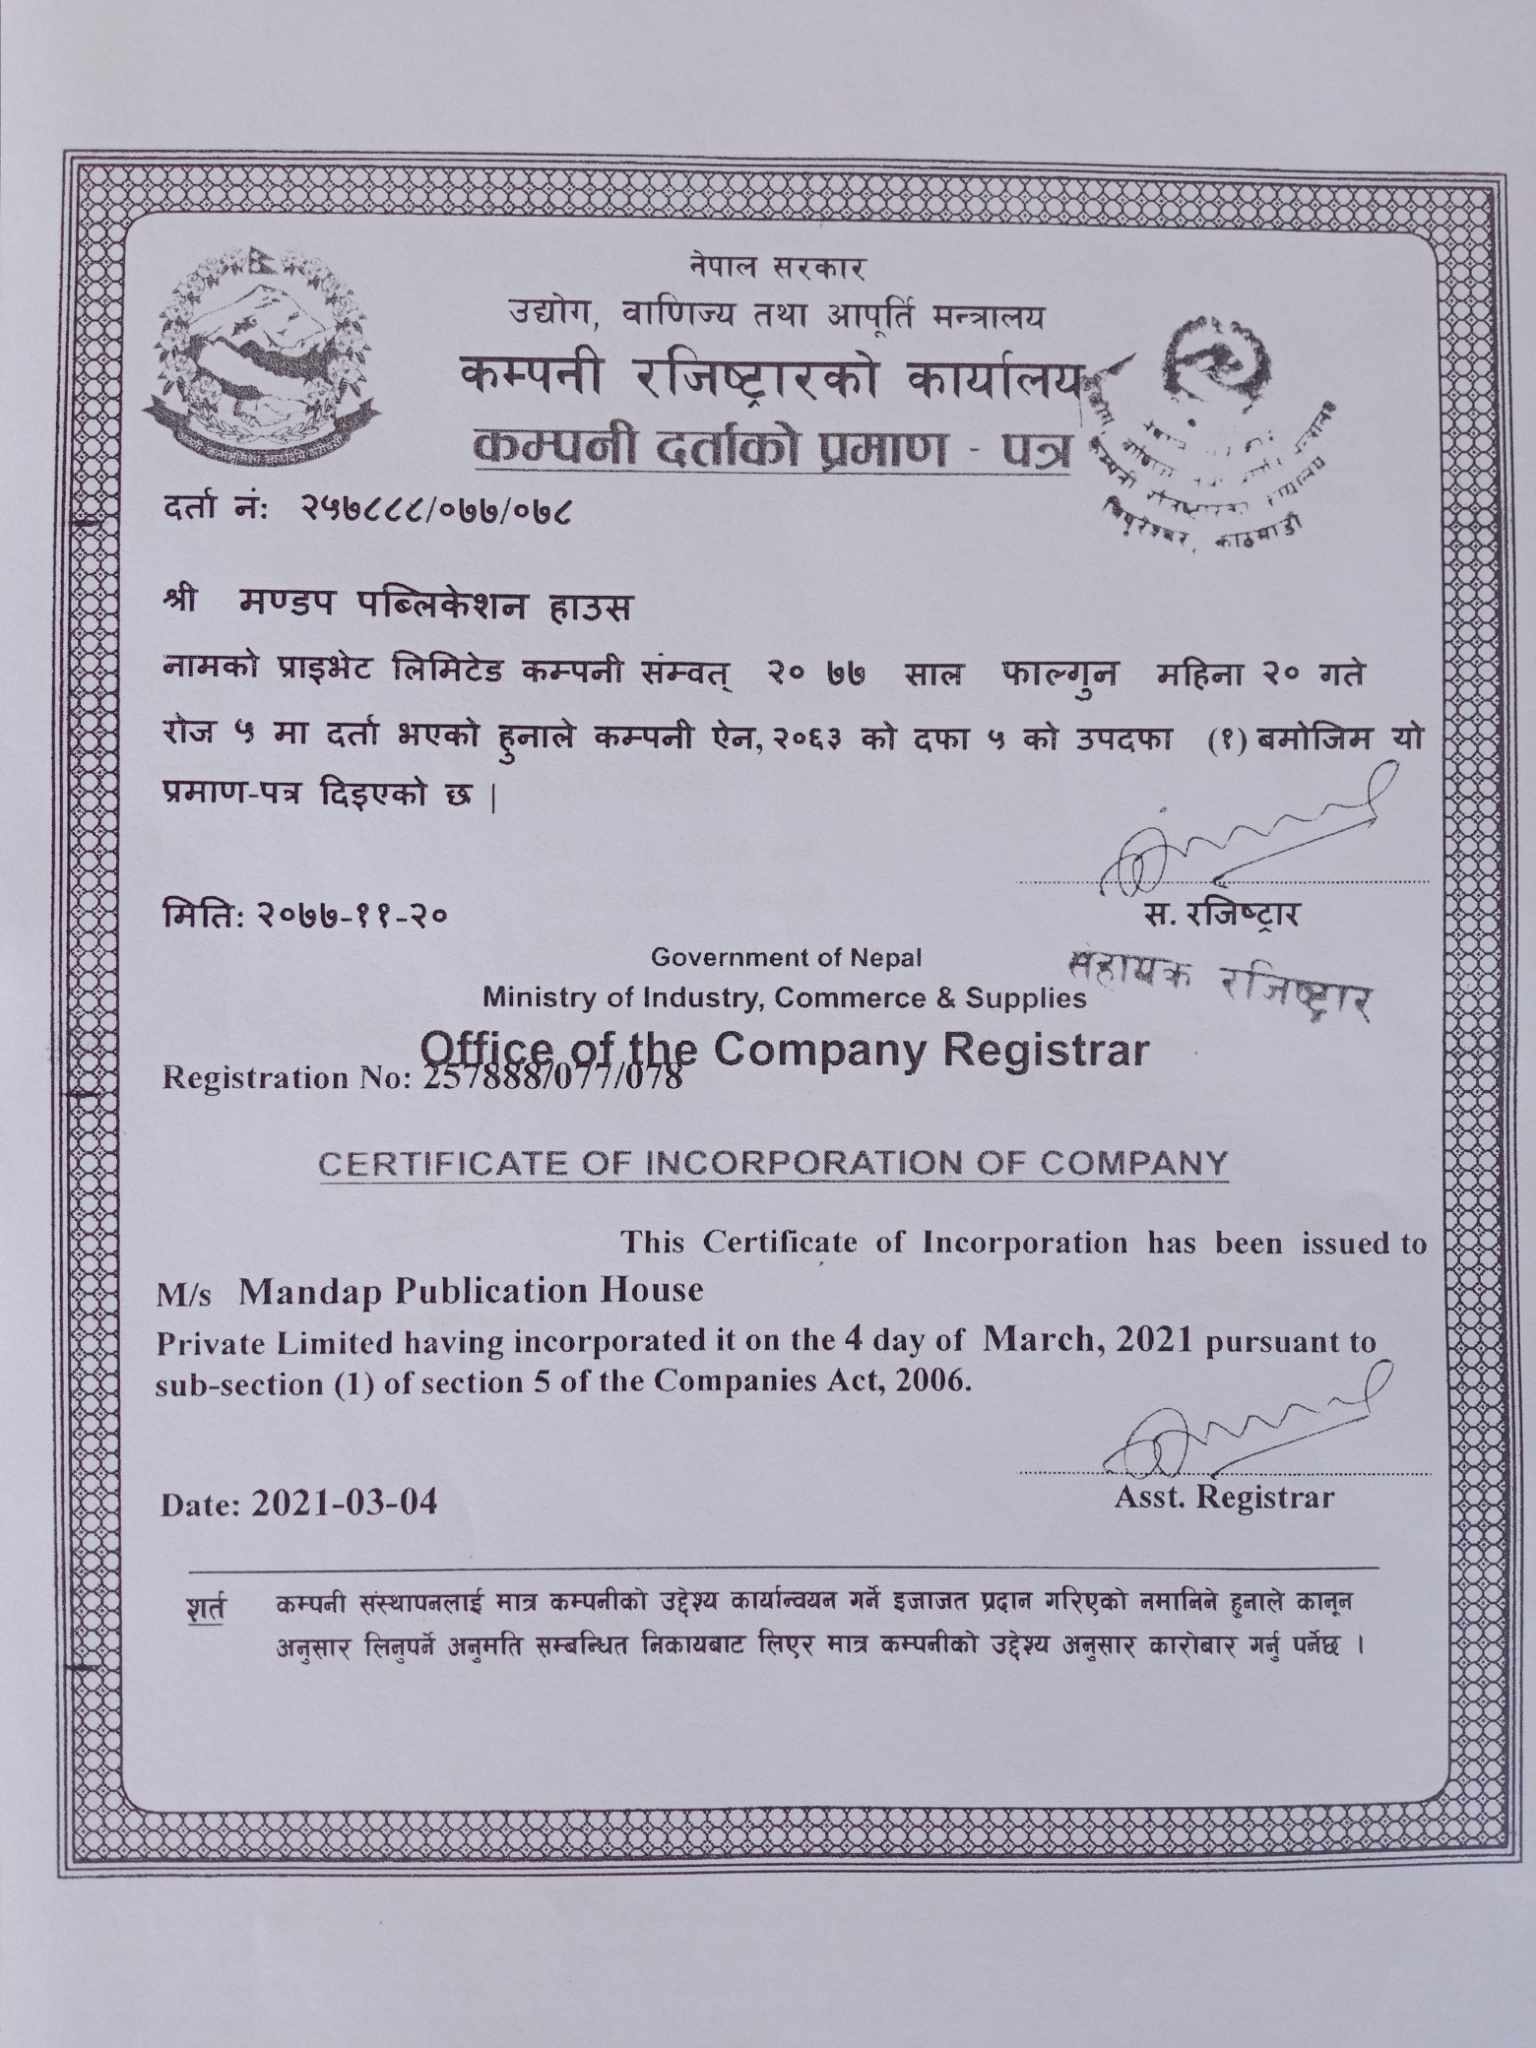 नेपाल सरकार
उद्योग, वाणिज्य तथा आपूर्ति मन्त्रालय
कम्पनी रजिष्ट्रारको कार्यालय
कम्पनी दर्ताको प्रमाण - पत्र
त्रिपुरेश्वर, काठमाडौं
दर्ता नं: २५७८८८/०७७/०७८
श्री मण्डप पब्लिकेशन हाउस
नामको प्राइभेट लिमिटेड कम्पनी संम्वत् २० ७७ साल फाल्गुन महिना २० गते
रोज ५ मा दर्ता भएको हुनाले कम्पनी ऐन, २०६३ को दफा ५ को उपदफा (१) बमोजिम यो
प्रमाण-पत्र दिइएको छ |
मिति: २०७७-११-२०
स. रजिष्ट्रार
सहायक रजिष्ट्रार
Government of Nepal
Ministry of Industry, Commerce & Supplies
Office of the Company Registrar
Registration No: 257888/077/078
CERTIFICATE OF INCORPORATION OF COMPANY
This Certificate of Incorporation has been issued to
M/s Mandap Publication House
Private Limited having incorporated it on the 4 day of March, 2021 pursuant to
sub-section (1) of section 5 of the Companies Act, 2006.
Date: 2021-03-04
Asst. Registrar
शर्त कम्पनी संस्थापनलाई मात्र कम्पनीको उद्देश्य कार्यान्वयन गर्ने इजाजत प्रदान गरिएको नमानिने हुनाले कानून
अनुसार लिनुपर्ने अनुमति सम्बन्धित निकायबाट लिएर मात्र कम्पनीको उद्देश्य अनुसार कारोबार गर्नु पर्नेछ ।